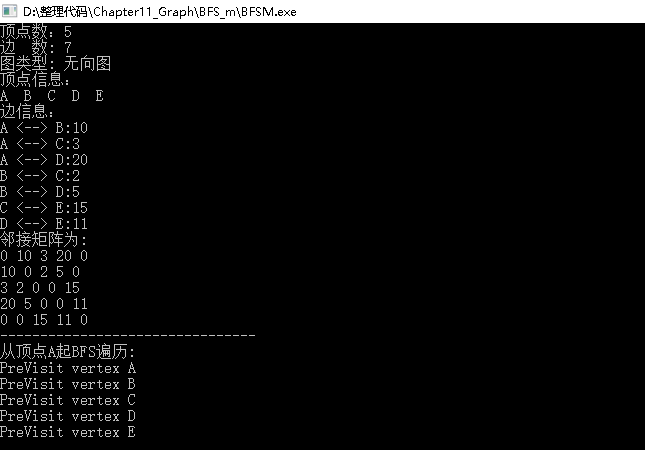 D:\整理代码\Chapter11_Graph\BFS_m\BFSM.exe
顶点数: 5
边  数: 7
图类型: 无向图
顶点信息:
A  B  C  D  E
边信息:
A <--> B:10
A <--> C:3
A <--> D:20
B <--> C:2
B <--> D:5
C <--> E:15
D <--> E:11
邻接矩阵为:
0 10 3 20 0
10 0 2 5 0
3 2 0 0 15
20 5 0 0 11
0 0 15 11 0
--------------------------------
从顶点A起BFS遍历:
PreVisit vertex A
PreVisit vertex B
PreVisit vertex C
PreVisit vertex D
PreVisit vertex E